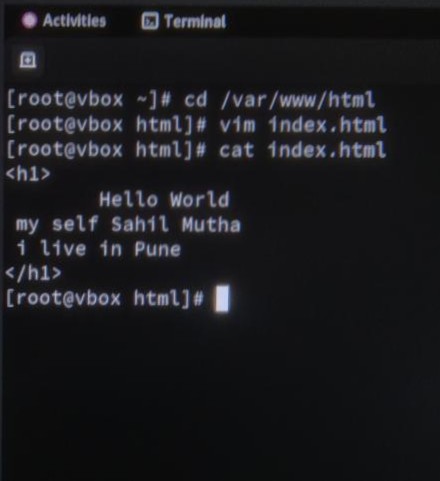 Activities Terminal
[root@vbox ~]# cd /var/www/html
[root@vbox html]# vim index.html
[root@vbox html]# cat index.html
<h1>
Hello World
my self Sahil Mutha
i live in Pune
</h1>
[root@vbox html]#